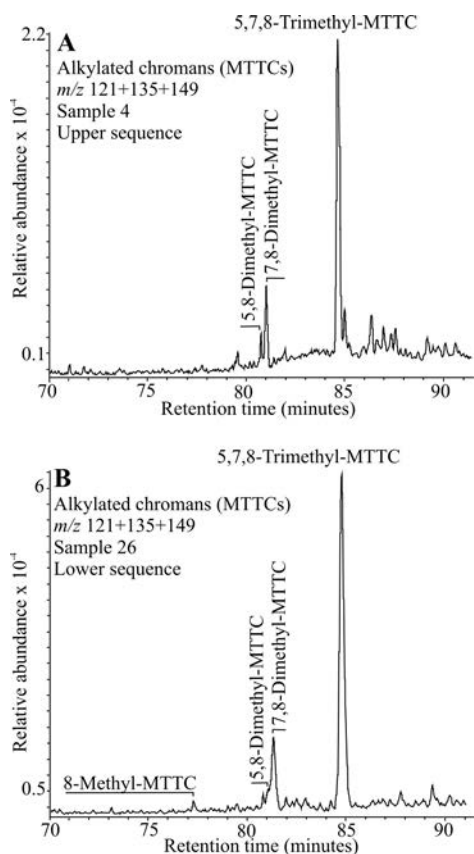 5,7,8-Trimethyl-MTTC
2.2
A
Alkylated chromans (MTTCs)
m/z 121+135+149
Sample 4
Upper sequence
Relative abundance x 10-4
5,8-Dimethyl-MTTC
7,8-Dimethyl-MTTC
0.1
70 75 80 85 90
Retention time (minutes)
5,7,8-Trimethyl-MTTC
6
B
Alkylated chromans (MTTCs)
m/z 121+135+149
Sample 26
Lower sequence
Relative abundance x 10-4
5,8-Dimethyl-MTTC
7,8-Dimethyl-MTTC
8-Methyl-MTTC
0.5
70 75 80 85 90
Retention time (minutes)